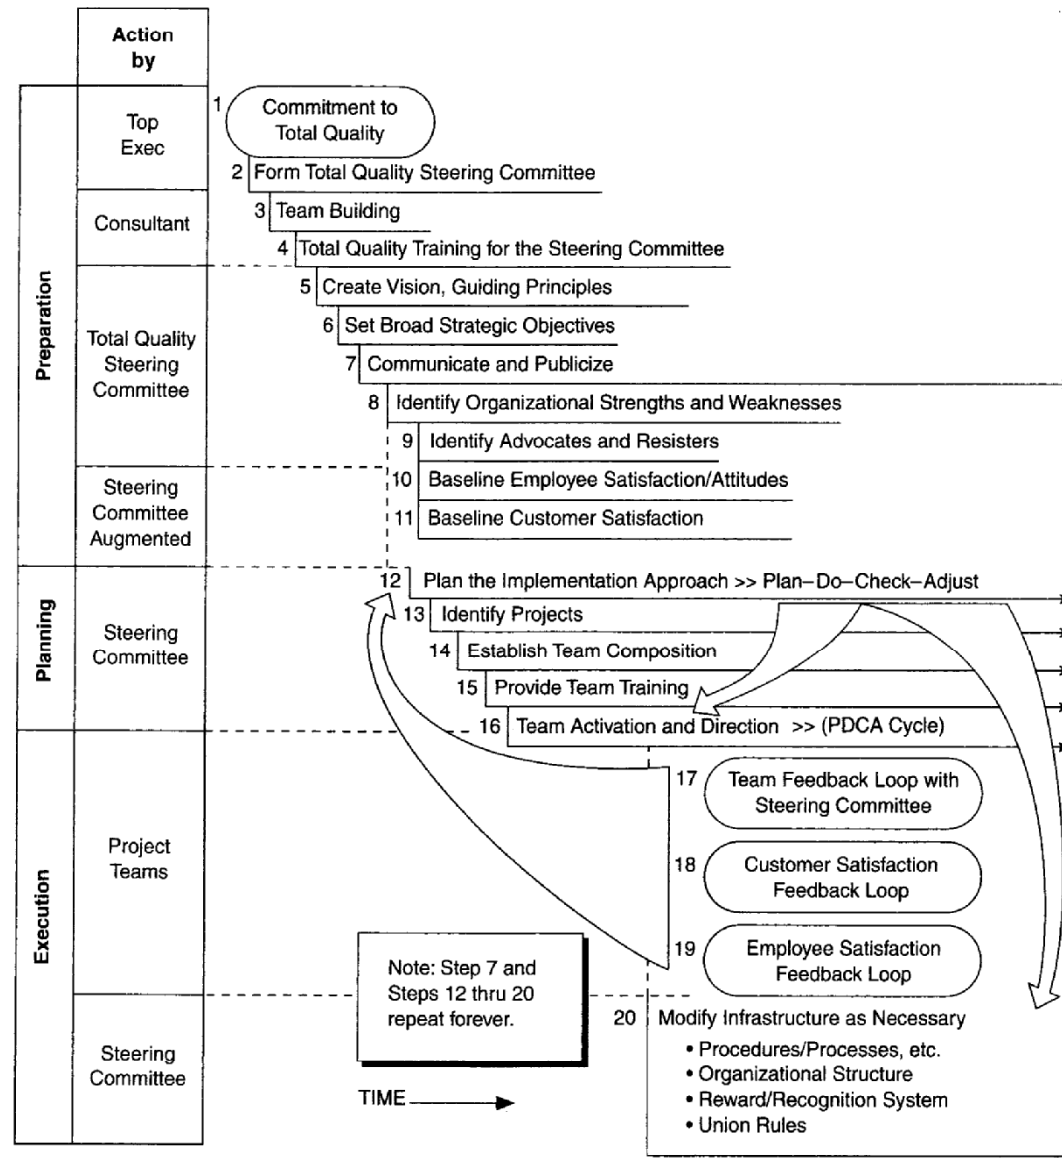 Action
by
Preparation
Top
Exec
1
Commitment to
Total Quality
2 Form Total Quality Steering Committee
Consultant
3 Team Building
4 Total Quality Training for the Steering Committee
Total Quality
Steering
Committee
5 Create Vision, Guiding Principles
6 Set Broad Strategic Objectives
7 Communicate and Publicize
8 Identify Organizational Strengths and Weaknesses
9 Identify Advocates and Resisters
Steering
Committee
Augmented
10 Baseline Employee Satisfaction/Attitudes
11 Baseline Customer Satisfaction
Planning
Steering
Committee
12 Plan the Implementation Approach >> Plan–Do–Check–Adjust
13 Identify Projects
14 Establish Team Composition
15 Provide Team Training
16 Team Activation and Direction >> (PDCA Cycle)
Execution
Project
Teams
17 Team Feedback Loop with
Steering Committee
18 Customer Satisfaction
Feedback Loop
19 Employee Satisfaction
Feedback Loop
Note: Step 7 and
Steps 12 thru 20
repeat forever.
Steering
Committee
20 Modify Infrastructure as Necessary
• Procedures/Processes, etc.
• Organizational Structure
• Reward/Recognition System
• Union Rules
TIME